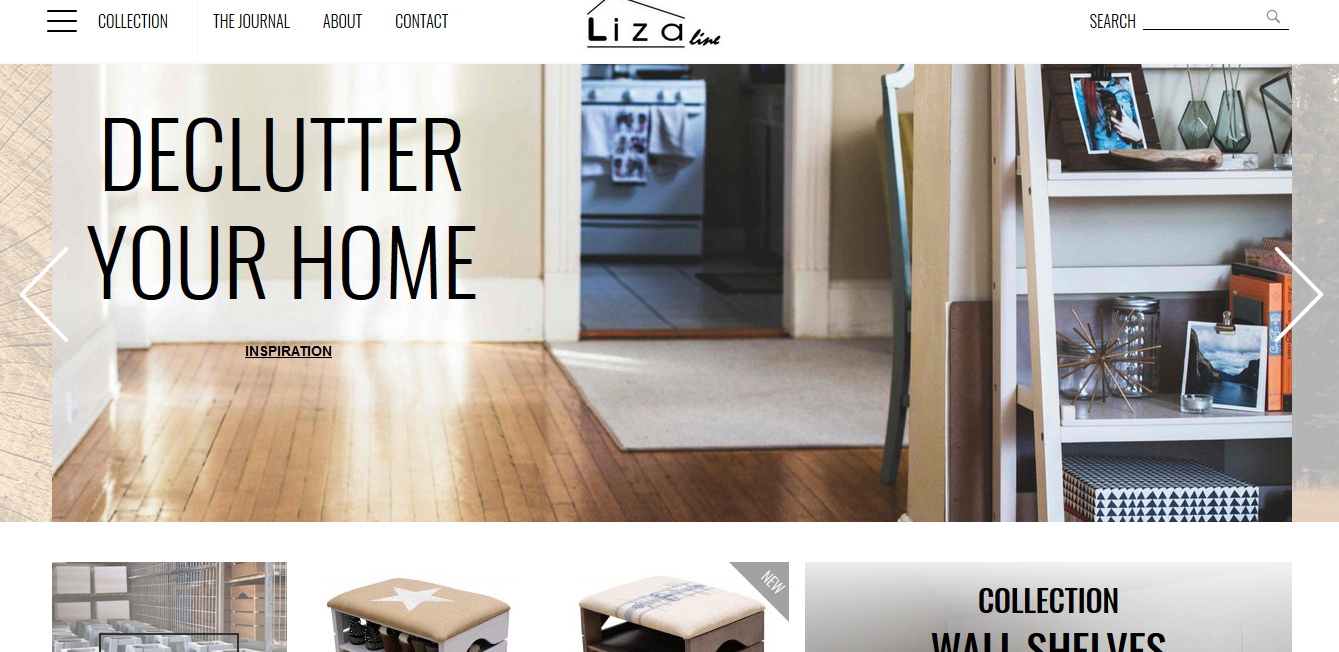 COLLECTION
THE JOURNAL
ABOUT
CONTACT
Liza line
SEARCH
DECLUTTER
YOUR HOME
INSPIRATION
NEW
COLLECTION
WALL SHELVES